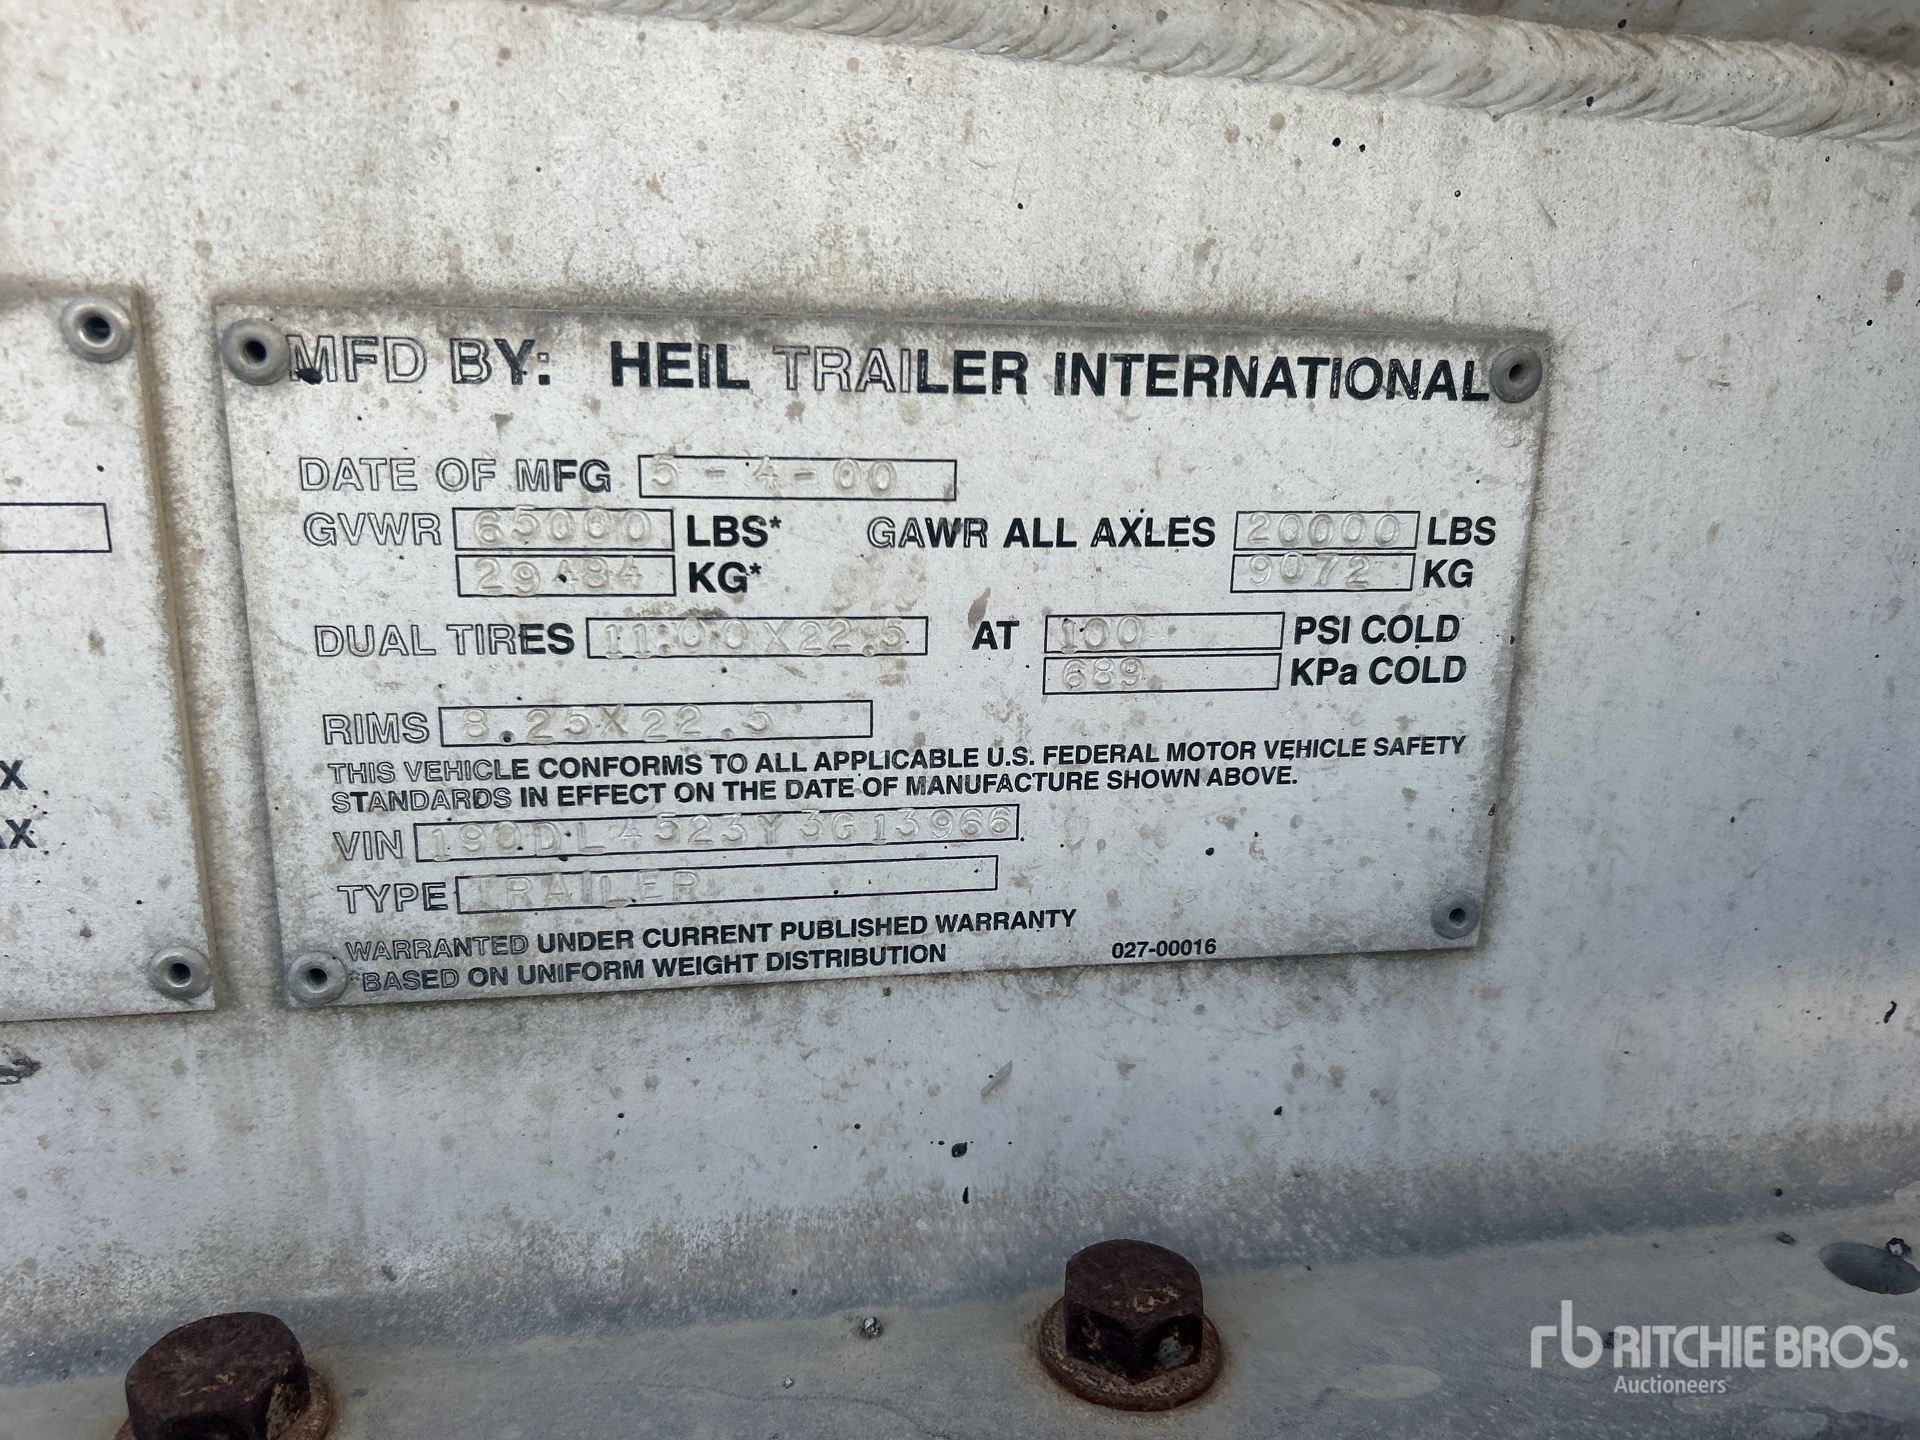 MFD BY: HEIL TRAILER INTERNATIONAL
DATE OF MFG 5-4-00
GVWR 65000 LBS* GAWR ALL AXLES 20000 LBS
29484 KG* 9072 KG
DUAL TIRES 11:00X22.5 AT 100 PSI COLD
689 KPa COLD
RIMS 8.25X22.5
THIS VEHICLE CONFORMS TO ALL APPLICABLE U.S. FEDERAL MOTOR VEHICLE SAFETY
STANDARDS IN EFFECT ON THE DATE OF MANUFACTURE SHOWN ABOVE.
VIN 190DL4523Y3G13966
TYPE TRAILER
WARRANTED UNDER CURRENT PUBLISHED WARRANTY
*BASED ON UNIFORM WEIGHT DISTRIBUTION 027-00016
X
AX
rb RITCHIE BROS.
Auctioneers